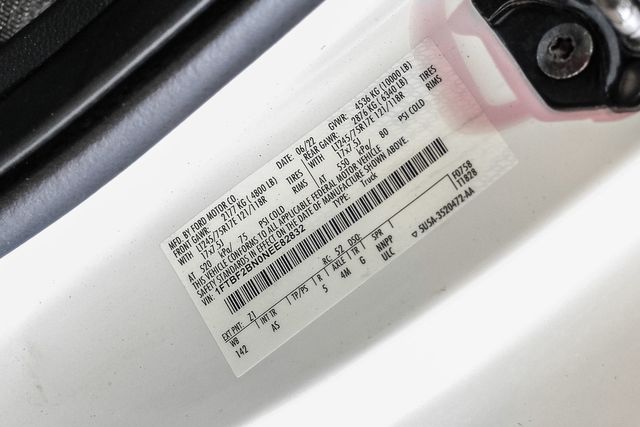 MFD. BY FORD MOTOR CO.
DATE: 06/22 GVWR: 4536 KG (10000 LB)
FRONT GAWR: 2177 KG (4800 LB) REAR GAWR: 2876 KG (6340 LB)
WITH LT245/75R17E 121/118R TIRES WITH LT245/75R17E 121/118R TIRES
17x7.5J RIMS 17x7.5J RIMS
AT 520 kPa/ 75 PSI COLD AT 550 kPa/ 80 PSI COLD
THIS VEHICLE CONFORMS TO ALL APPLICABLE FEDERAL MOTOR VEHICLE
SAFETY STANDARDS IN EFFECT ON THE DATE OF MANUFACTURE SHOWN ABOVE.
VIN: TYPE: Truck
F0758
T1828
EXT PNT: Z1 RC: 52 DSO:
WB INT TR TP/PS R AXLE TR SPR
142 AS 5 4M G NNPP
ULC
5U5A-3520472-AA